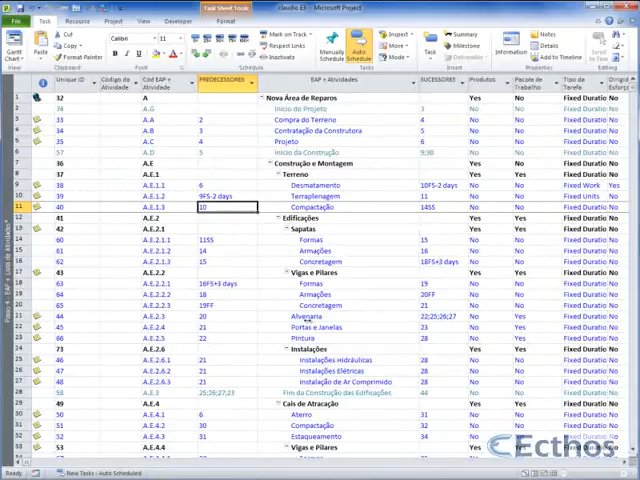 Task Sheet Tools
claudio E3 - Microsoft Project
File Task Resource Project View Developer Format
Gantt Chart
Paste
Cut
Copy
Format Painter
Calibri 11
B I U
Mark on Track
Respect Links
Inactivate
Manually Schedule
Auto Schedule
Inspect
Move
Mode
Task
Summary
Milestone
Deliverable
Information
Notes
Details
Add to Timeline
Scroll to Task
View Clipboard Font Schedule Tasks Insert Properties Editing
Unique ID Código da Atividade Cod EAP + Atividade PREDECESSORES EAP + Atividades SUCESSORES Produtos Pacote de Trabalho Tipo da Tarefa Dirigid Esforço
1 32 A Nova Área de Reparos Yes No Fixed Duratio No
2 74 A.G Início do Projeto 3 No No Fixed Duratio No
3 33 A.A 2 Compra do Terreno 4 No Yes Fixed Duratio No
4 34 A.B 3 Contratação da Construtora 5 No Yes Fixed Duratio No
5 35 A.C 4 Projeto 6 No Yes Fixed Duratio No
6 57 A.D 5 Início da Construção 9;30 No No Fixed Duratio No
7 36 A.E Construção e Montagem Yes No Fixed Duratio No
8 37 A.E.1 Terreno Yes Yes Fixed Duratio No
9 38 A.E.1.1 6 Desmatamento 10FS-2 days No No Fixed Work Yes
10 39 A.E.1.2 9FS-2 days Terraplenagem 11 No No Fixed Units No
11 40 A.E.1.3 10 Compactação 14SS No No Fixed Duratio No
12 41 A.E.2 Edificações Yes No Fixed Duratio No
13 42 A.E.2.1 Sapatas Yes Yes Fixed Duratio No
14 60 A.E.2.1.1 11SS Formas 15 No No Fixed Duratio No
15 61 A.E.2.1.2 14 Armações 16 No No Fixed Duratio No
16 62 A.E.2.1.3 15 Concretagem 18FS+3 days No No Fixed Duratio No
17 43 A.E.2.2 Vigas e Pilares Yes Yes Fixed Duratio No
18 63 A.E.2.2.1 16FS+3 days Formas 19 No No Fixed Duratio No
19 64 A.E.2.2.2 18 Armações 20FF No No Fixed Duratio No
20 65 A.E.2.2.3 19FF Concretagem 21 No No Fixed Duratio No
21 44 A.E.2.3 20 Alvenaria 22;25;26;27 Yes Yes Fixed Duratio No
22 45 A.E.2.4 21 Portas e Janelas 23 Yes Yes Fixed Duratio No
23 66 A.E.2.5 22 Pintura 28 Yes Yes Fixed Duratio No
24 73 A.E.2.6 Instalações Yes Yes Fixed Duratio No
25 46 A.E.2.6.1 21 Instalações Hidráulicas 28 No No Fixed Duratio No
26 47 A.E.2.6.2 21 Instalações Elétricas 28 No No Fixed Duratio No
27 48 A.E.2.6.3 21 Instalação de Ar Comprimido 28 No No Fixed Duratio No
28 58 A.E.3 25;26;27;23 Fim da Construção das Edificações 44 No No Fixed Duratio No
29 49 A.E.4 Cais de Atracação Yes No Fixed Duratio No
30 50 A.E.4.1 6 Aterro 31 Yes Yes Fixed Duratio No
31 51 A.E.4.2 30 Compactação 32 Yes Yes Fixed Duratio No
32 52 A.E.4.3 31 Estaqueamento
33 53 A.E.4.4 Vigas e Pilares
Passo 4 - EAP + Lista de Atividades*
Ecthos
Ready New Tasks : Auto Scheduled